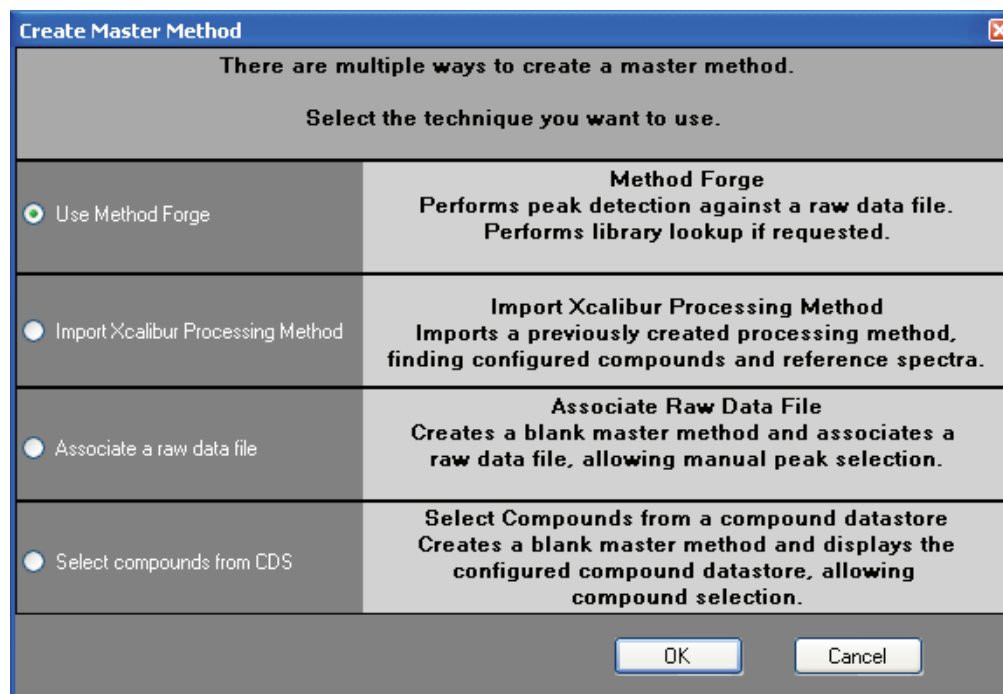 Create Master Method
There are multiple ways to create a master method.
Select the technique you want to use.
Use Method Forge
Method Forge
Performs peak detection against a raw data file.
Performs library lookup if requested.
Import Xcalibur Processing Method
Import Xcalibur Processing Method
Imports a previously created processing method,
finding configured compounds and reference spectra.
Associate a raw data file
Associate Raw Data File
Creates a blank master method and associates a
raw data file, allowing manual peak selection.
Select compounds from CDS
Select Compounds from a compound datastore
Creates a blank master method and displays the
configured compound datastore, allowing
compound selection.
OK
Cancel